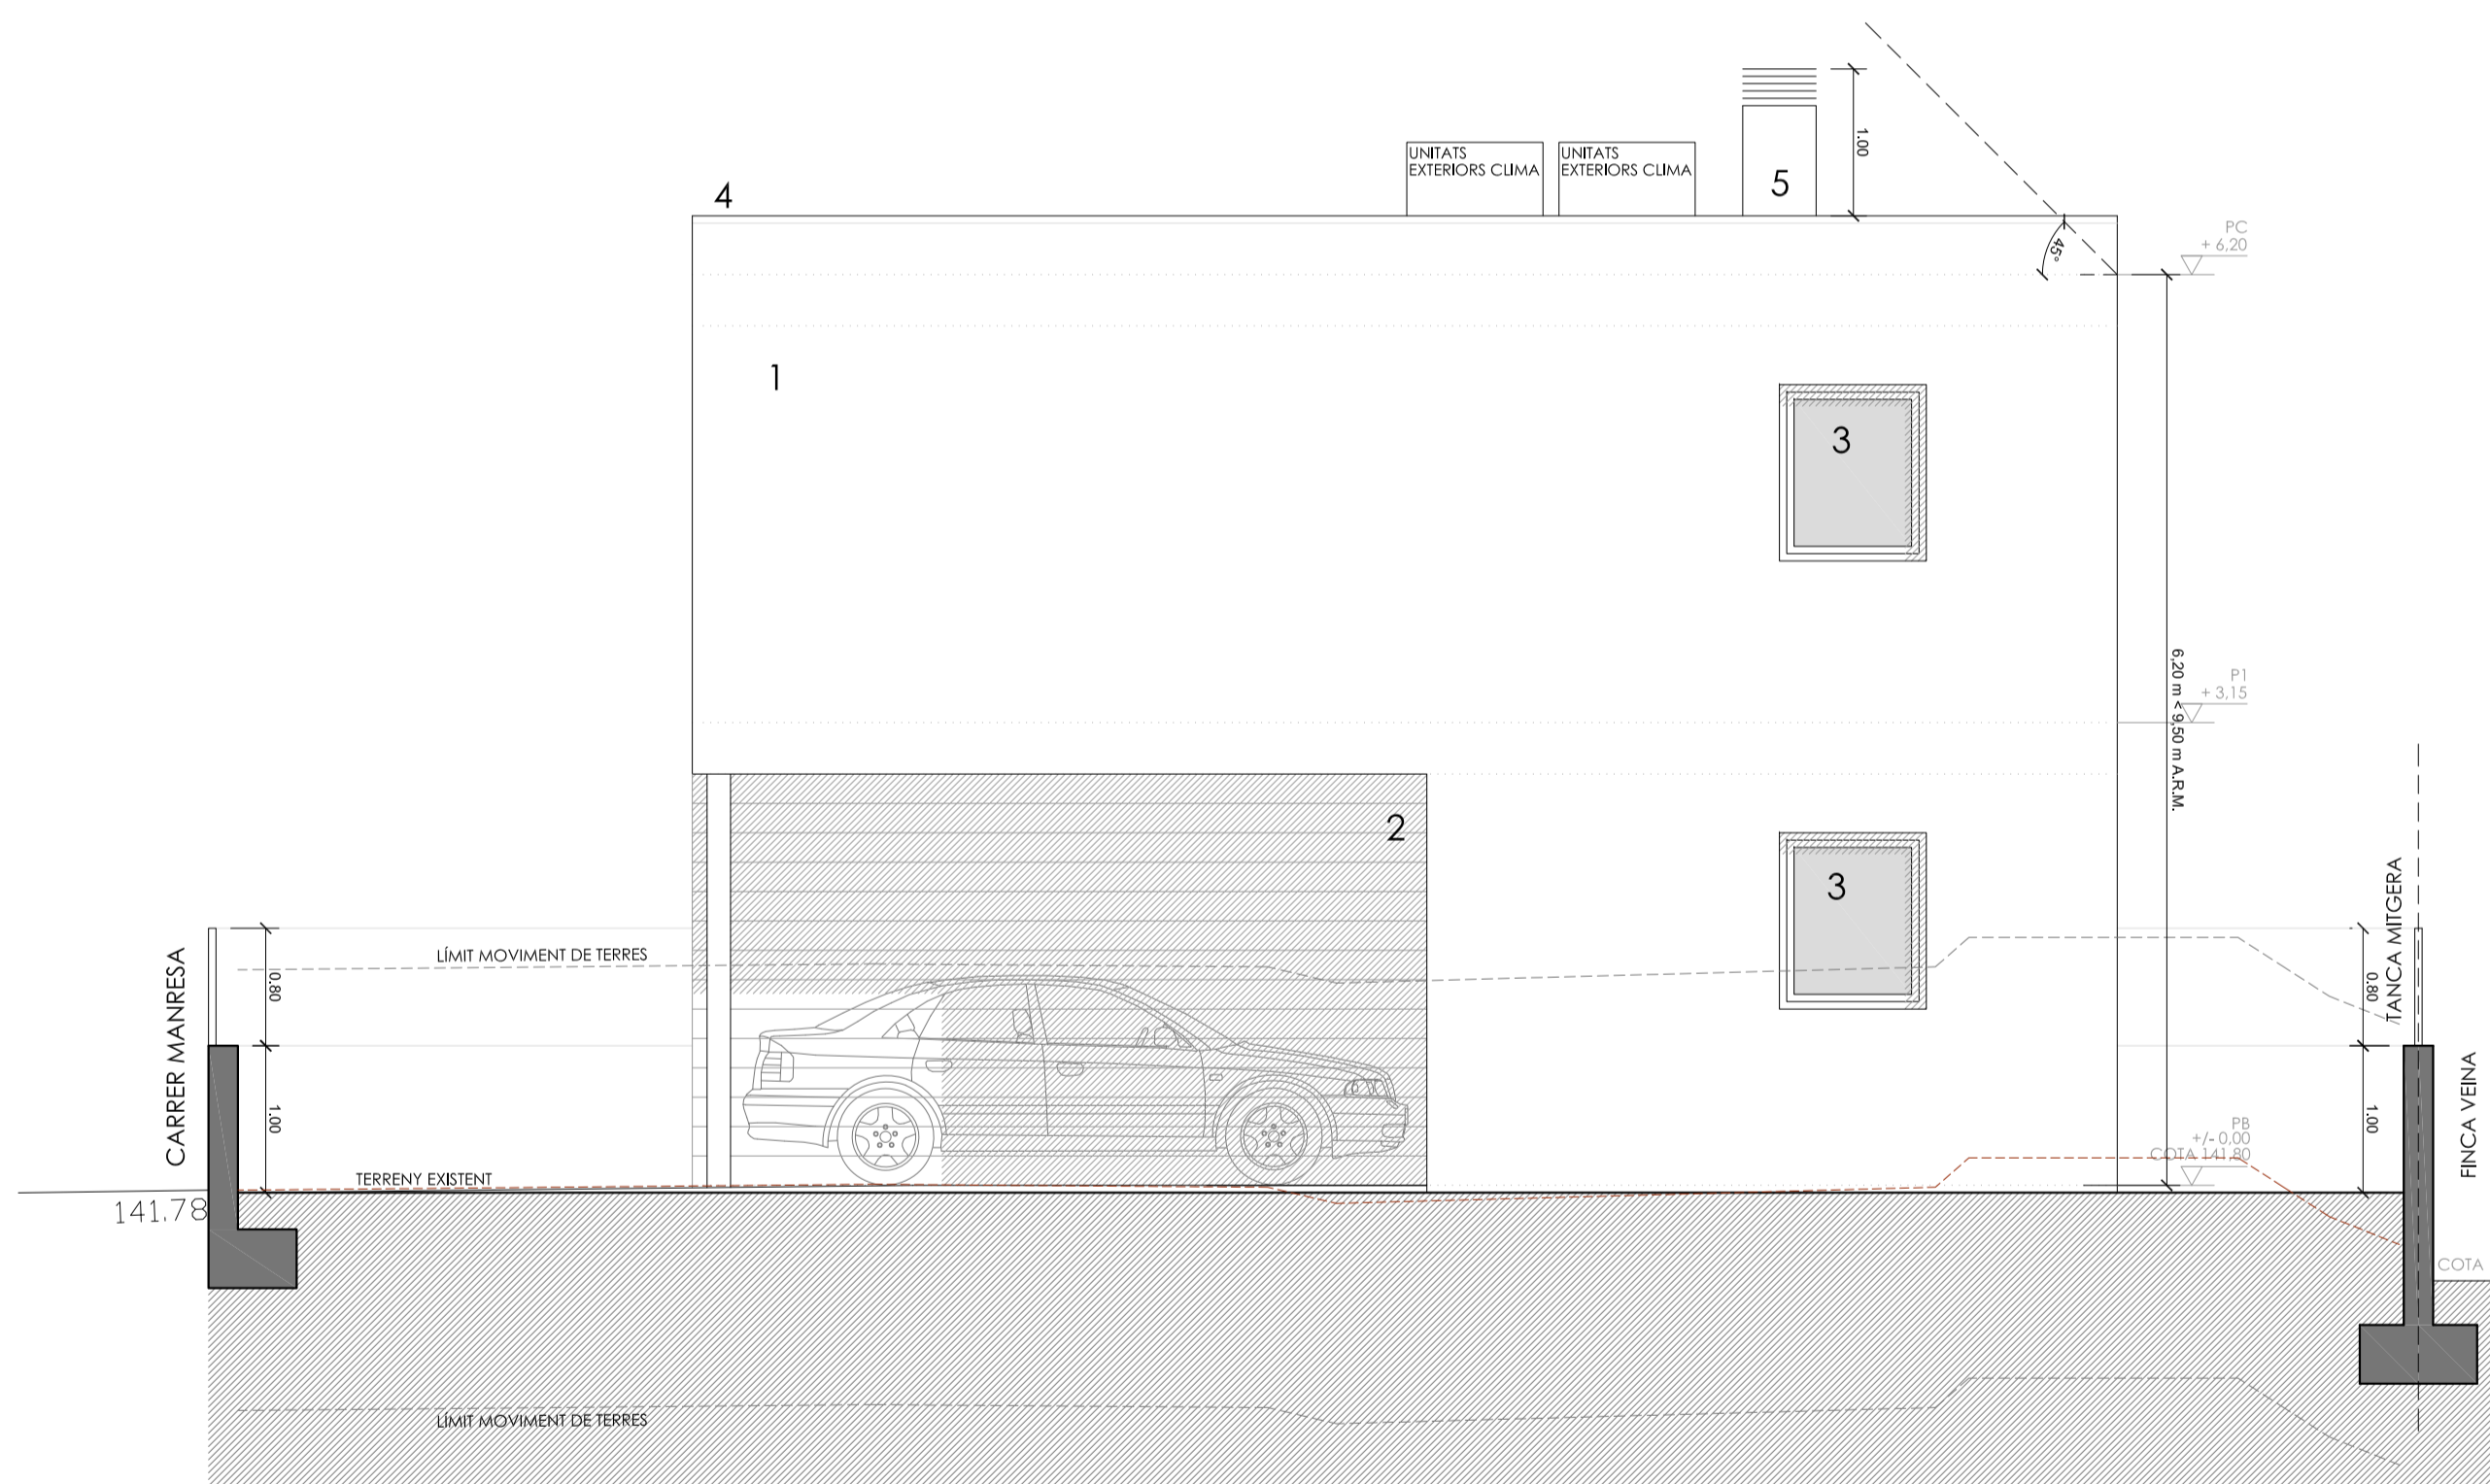 1.00
UNITATS
EXTERIORS CLIMA
UNITATS
EXTERIORS CLIMA
5
4
PC
+ 6,20
45°
1
3
P1
+ 3,15
6,20 m < 9,50 m A.R.M.
2
3
TANCA MITGERA
CARRER MANRESA
LÍMIT MOVIMENT DE TERRES
0.80
0.80
1.00
1.00
FINCA VEINA
PB
+/- 0,00
COTA 141,80
TERRENY EXISTENT
141.78
COTA
LÍMIT MOVIMENT DE TERRES